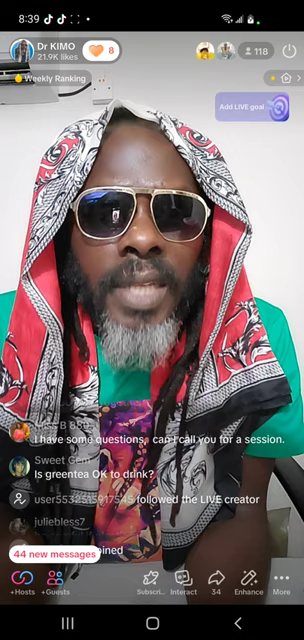 8:39
Dr KIMO
21.9K likes
8
118
Weekly Ranking
Add LIVE goal
I have some questions, can I call you for a session.
Sweet Gem
Is greentea OK to drink?
followed the LIVE creator
juliebless7
44 new messages
joined
+Hosts
+Guests
Subscri...
Interact
34
Enhance
More